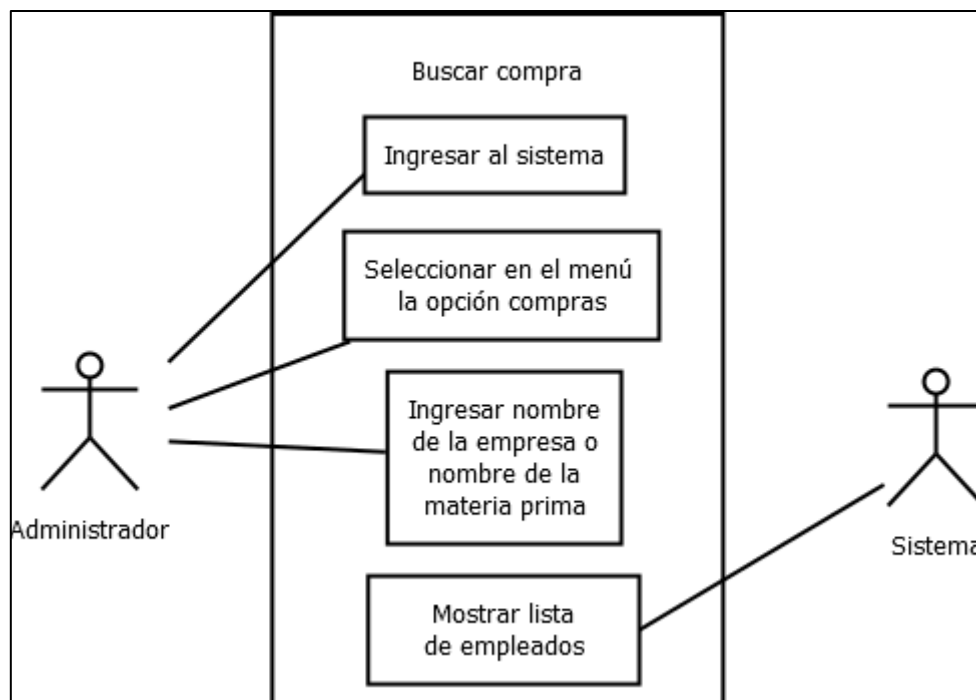 Buscar compra
Ingresar al sistema
Seleccionar en el menú
la opción compras
Ingresar nombre
de la empresa o
nombre de la
materia prima
Administrador
Sistema
Mostrar lista
de empleados